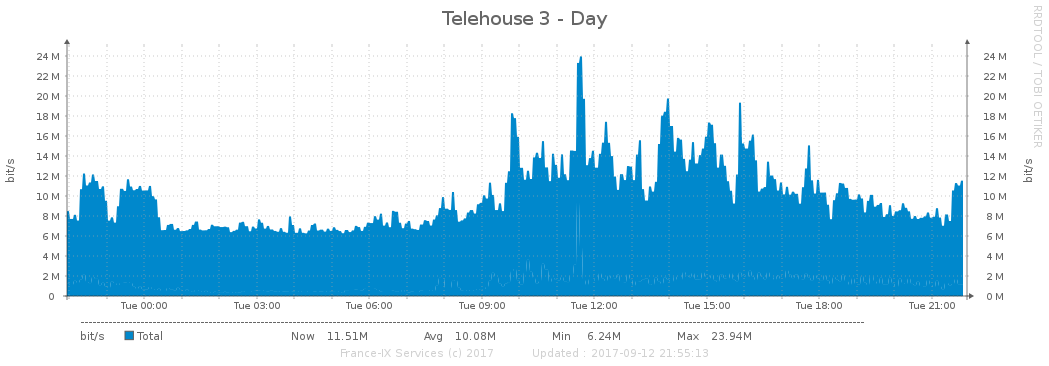 Telehouse 3 - Day
RRDTOOL / TOBI OETIKER
bit/s
24 M 24 M
22 M 22 M
20 M 20 M
18 M 18 M
16 M 16 M
14 M 14 M
12 M 12 M
10 M 10 M
8 M 8 M
6 M 6 M
4 M 4 M
2 M 2 M
0 0 M
bit/s
Tue 00:00 Tue 03:00 Tue 06:00 Tue 09:00 Tue 12:00 Tue 15:00 Tue 18:00 Tue 21:00
bit/s Total Now 11.51M Avg 10.08M Min 6.24M Max 23.94M
France-IX Services (c) 2017 Updated : 2017-09-12 21:55:13